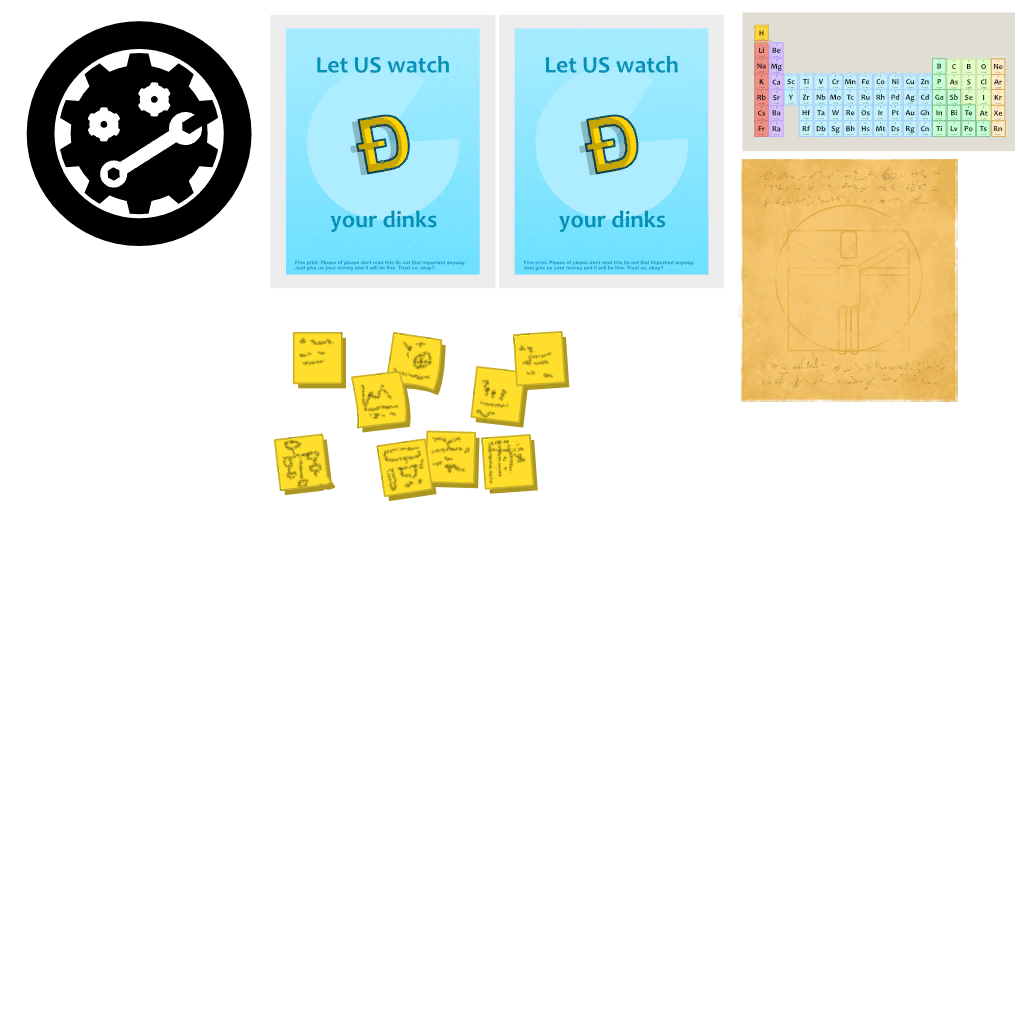 Let US watch
Đ
your dinks
Fine print: Please of please dont read this its not that important anyway.
Just give us your money and it will be fine. Trust us, okay?
Let US watch
Đ
your dinks
Fine print: Please of please dont read this its not that important anyway.
Just give us your money and it will be fine. Trust us, okay?
H
Li Be
Na Mg B C B O Ne
K Ca Sc Ti V Cr Mn Fe Co Ni Cu Zn P As S Cl Ar
Rb Sr Y Zr Nb Mo Tc Ru Rh Pd Ag Cd Ga Sb Se I Kr
Cs Ba Hf Ta W Re Os Ir Pt Au Gh In Bi Te At Xe
Fr Ra Rf Db Sg Bh Hs Mt Ds Rg Cn Ti Lv Po Ts Rn